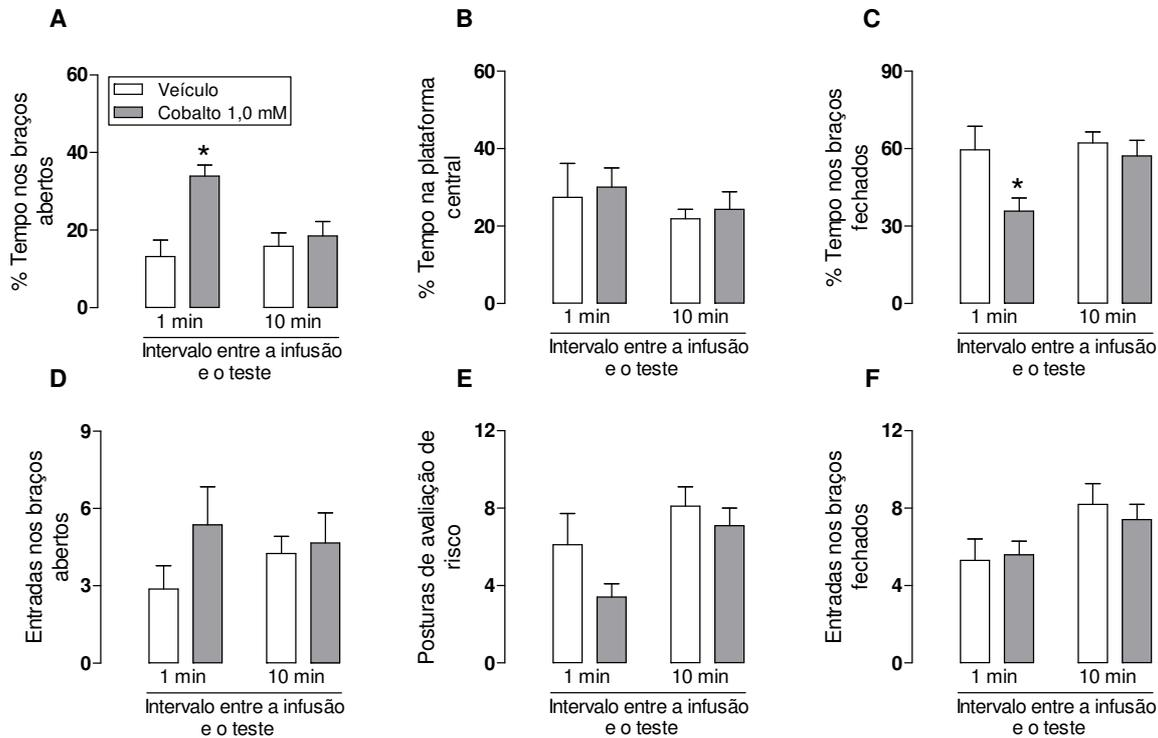 A
% Tempo nos braços
abertos
60
40
20
0
Veículo
Cobalto 1,0 mM
*
1 min
10 min
Intervalo entre a infusão
e o teste
B
% Tempo na plataforma
central
60
40
20
0
1 min
10 min
Intervalo entre a infusão
e o teste
C
% Tempo nos braços
fechados
90
60
30
0
*
1 min
10 min
Intervalo entre a infusão
e o teste
D
Entradas nos braços
abertos
9
6
3
0
1 min
10 min
Intervalo entre a infusão
e o teste
E
Posturas de avaliação de
risco
12
8
4
0
1 min
10 min
Intervalo entre a infusão
e o teste
F
Entradas nos braços
fechados
12
8
4
0
1 min
10 min
Intervalo entre a infusão
e o teste